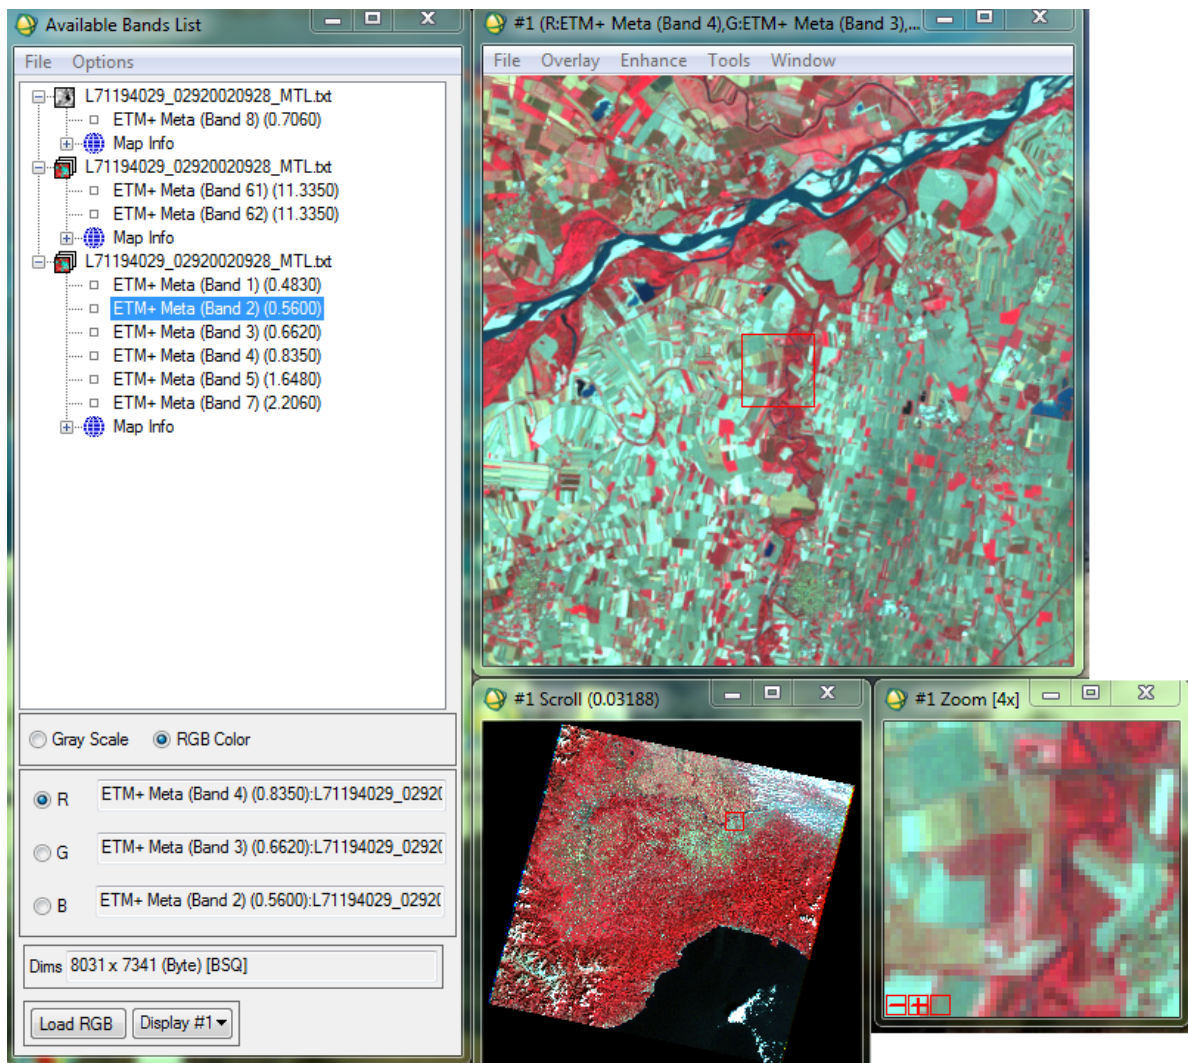 Available Bands List
File Options
L71194029_02920020928_MTL.txt
ETM+ Meta (Band 8) (0.7060)
Map Info
L71194029_02920020928_MTL.txt
ETM+ Meta (Band 61) (11.3350)
ETM+ Meta (Band 62) (11.3350)
Map Info
L71194029_02920020928_MTL.txt
ETM+ Meta (Band 1) (0.4830)
ETM+ Meta (Band 2) (0.5600)
ETM+ Meta (Band 3) (0.6620)
ETM+ Meta (Band 4) (0.8350)
ETM+ Meta (Band 5) (1.6480)
ETM+ Meta (Band 7) (2.2060)
Map Info
Gray Scale RGB Color
R ETM+ Meta (Band 4) (0.8350):L71194029_0292(
G ETM+ Meta (Band 3) (0.6620):L71194029_0292(
B ETM+ Meta (Band 2) (0.5600):L71194029_0292(
Dims 8031 x 7341 (Byte) [BSQ]
Load RGB Display #1
#1 (R:ETM+ Meta (Band 4),G:ETM+ Meta (Band 3),...
File Overlay Enhance Tools Window
#1 Scroll (0.03188)
#1 Zoom [4x]